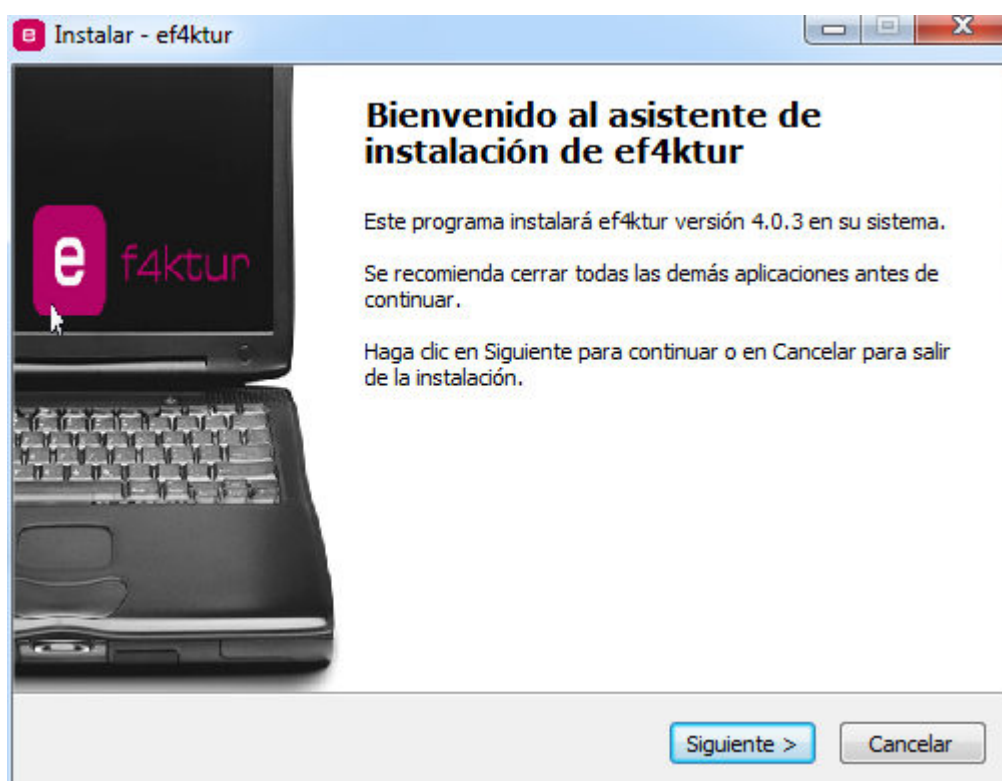 e Instalar - ef4ktur
Bienvenido al asistente de
instalación de ef4ktur
e f4ktur
Este programa instalará ef4ktur versión 4.0.3 en su sistema.
Se recomienda cerrar todas las demás aplicaciones antes de
continuar.
Haga clic en Siguiente para continuar o en Cancelar para salir
de la instalación.
Siguiente >
Cancelar